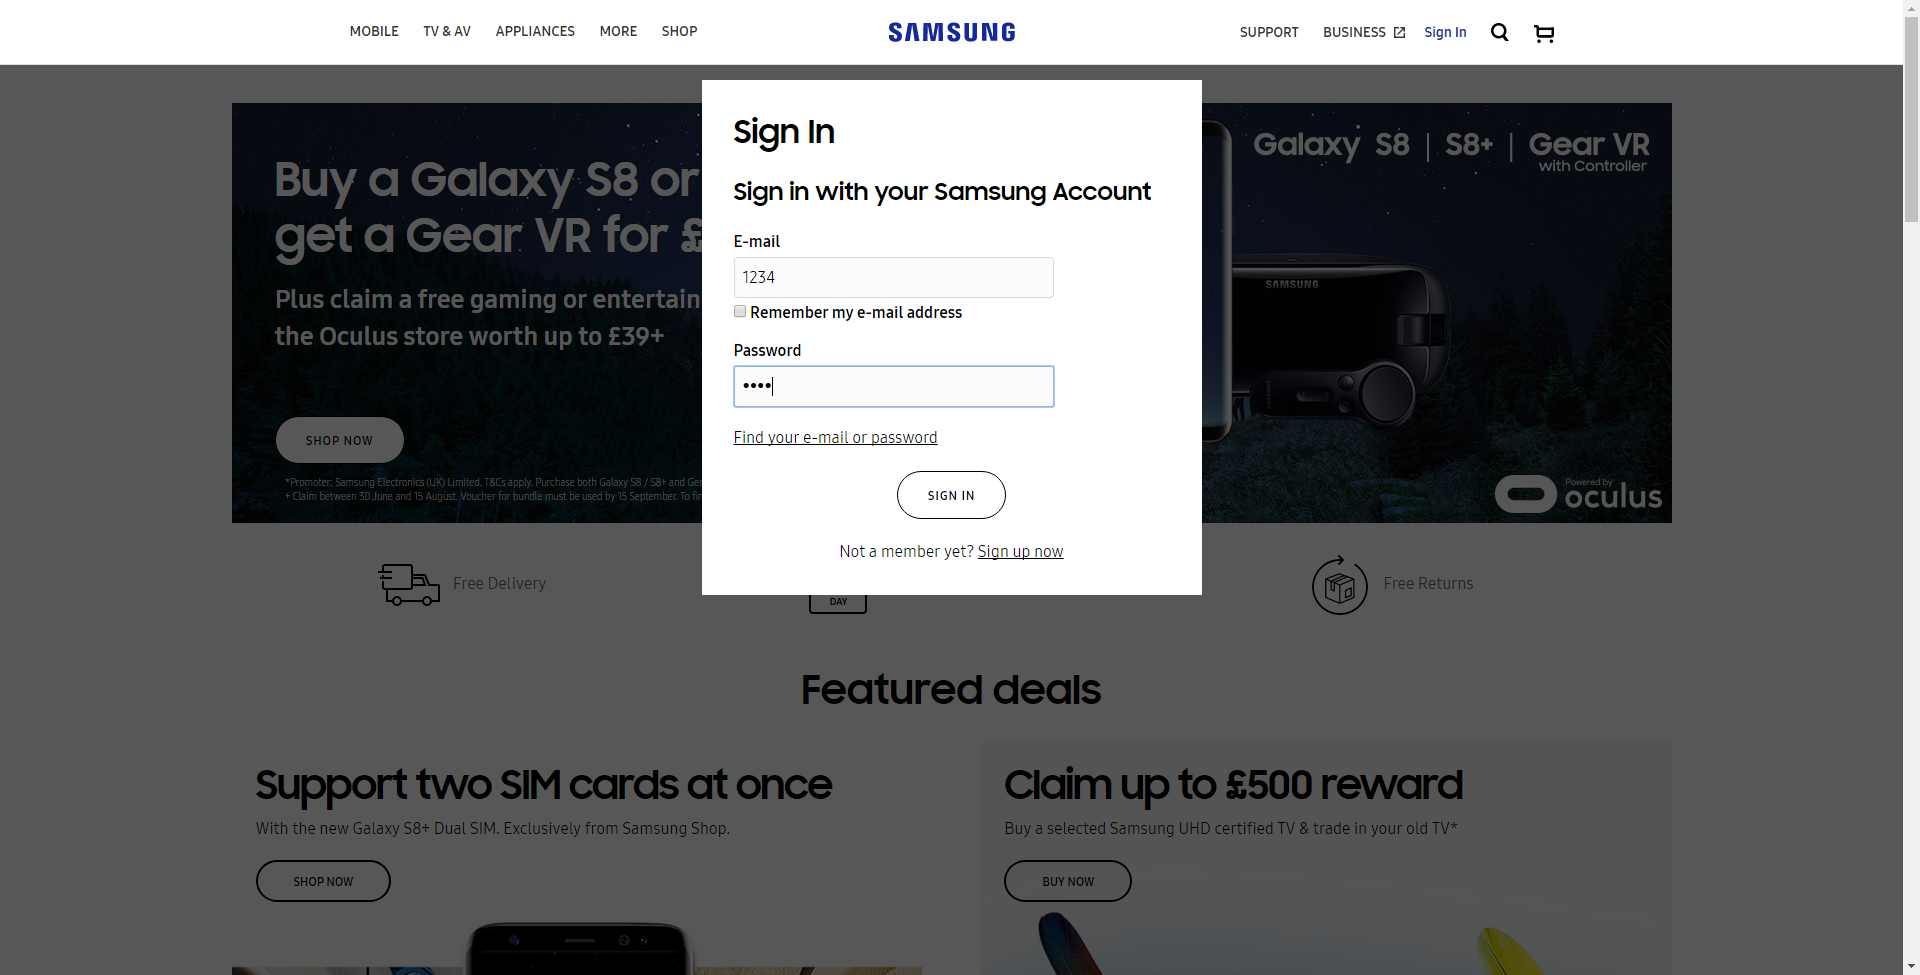 MOBILE TV & AV APPLIANCES MORE SHOP SAMSUNG SUPPORT BUSINESS Sign In
Sign In
Sign in with your Samsung Account
E-mail
1234
Remember my e-mail address
Password
••••
Find your e-mail or password
SIGN IN
Not a member yet? Sign up now
Buy a Galaxy S8 or
get a Gear VR for £
Plus claim a free gaming or entertain
the Oculus store worth up to £39+
SHOP NOW
*Promoter: Samsung Electronics (UK) Limited. T&Cs apply. Purchase both Galaxy S8 / S8+ and Ger
+ Claim between 30 June and 15 August. Voucher for bundle must be used by 15 September. To fin
Galaxy S8 | S8+ | Gear VR
with Controller
SAMSUNG
Powered by
oculus
Free Delivery
DAY
Free Returns
Featured deals
Support two SIM cards at once
With the new Galaxy S8+ Dual SIM. Exclusively from Samsung Shop.
SHOP NOW
Claim up to £500 reward
Buy a selected Samsung UHD certified TV & trade in your old TV*
BUY NOW